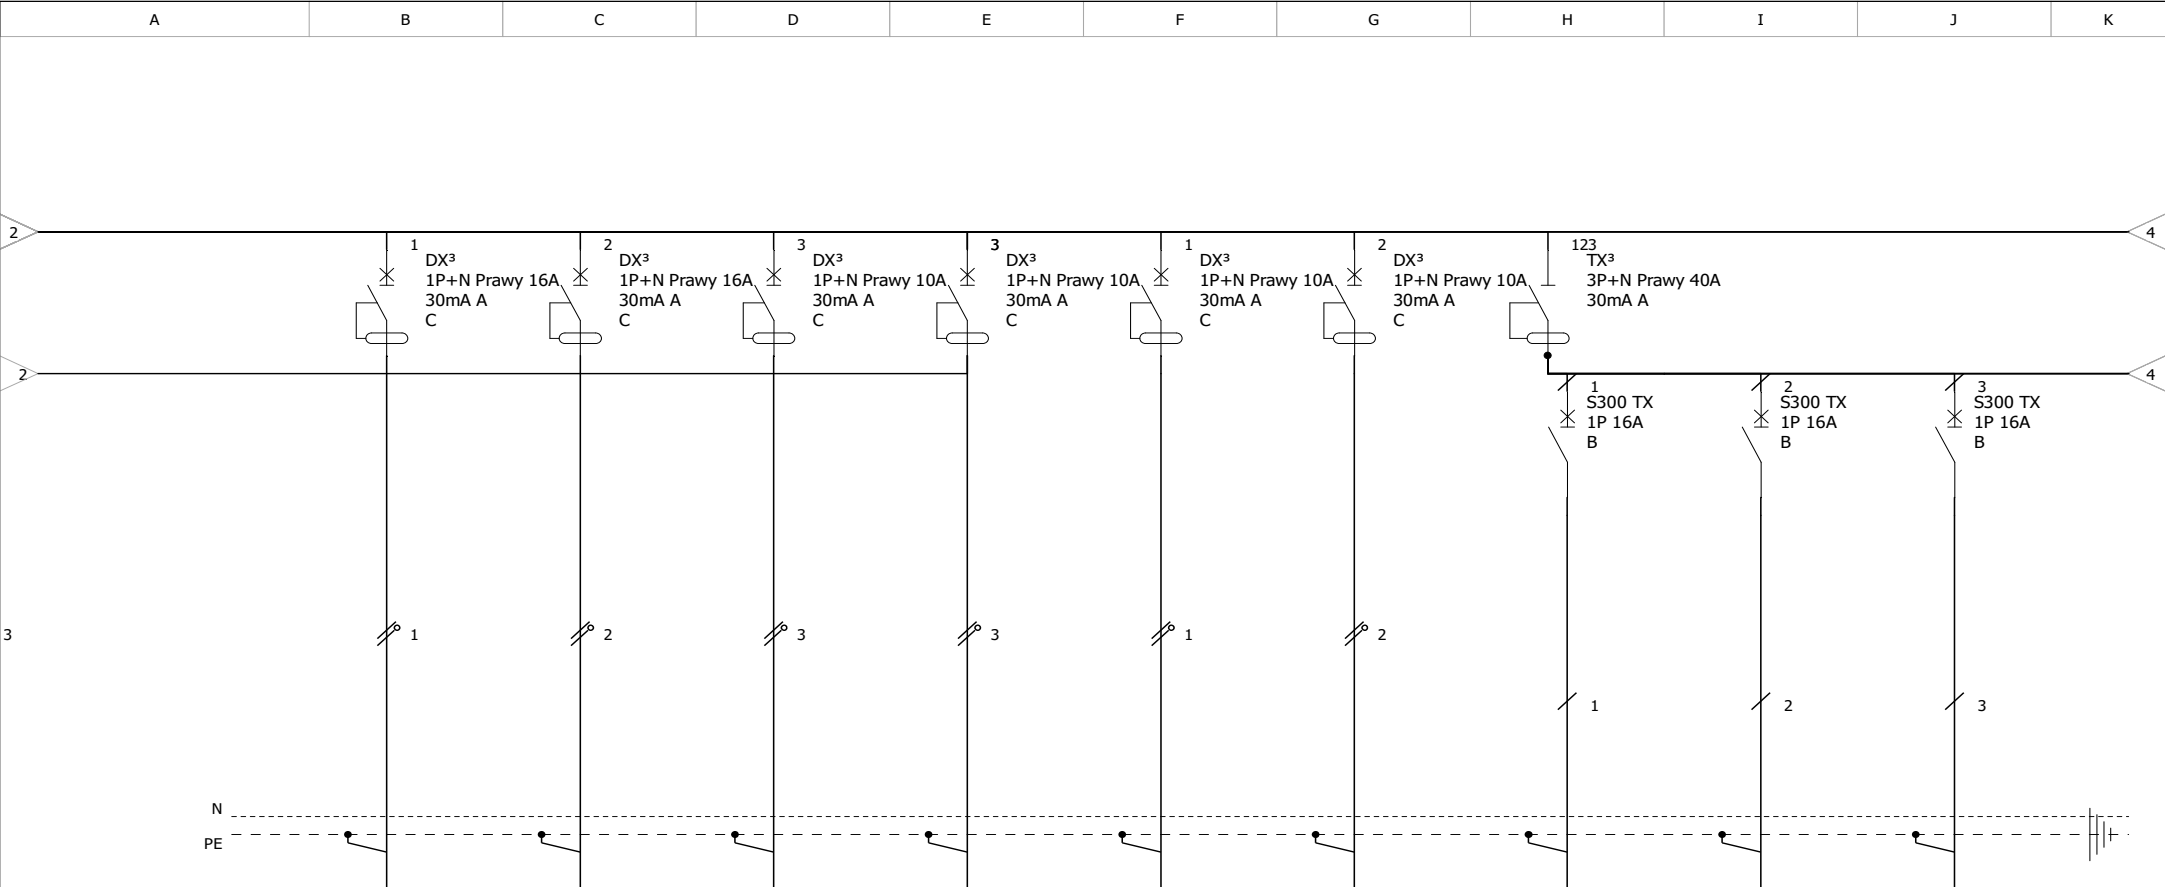 A B C D E F G H I J K
2 4
1 2 3 3 1 2 123
DX³ DX³ DX³ DX³ DX³ DX³ TX³
1P+N Prawy 16A 1P+N Prawy 16A 1P+N Prawy 10A 1P+N Prawy 10A 1P+N Prawy 10A 1P+N Prawy 10A 3P+N Prawy 40A
30mA A 30mA A 30mA A 30mA A 30mA A 30mA A 30mA A
C C C C C C
2 4
1 2 3
S300 TX S300 TX S300 TX
1P 16A 1P 16A 1P 16A
B B B
3 1 2 3 3 1 2
1 2 3
N
PE